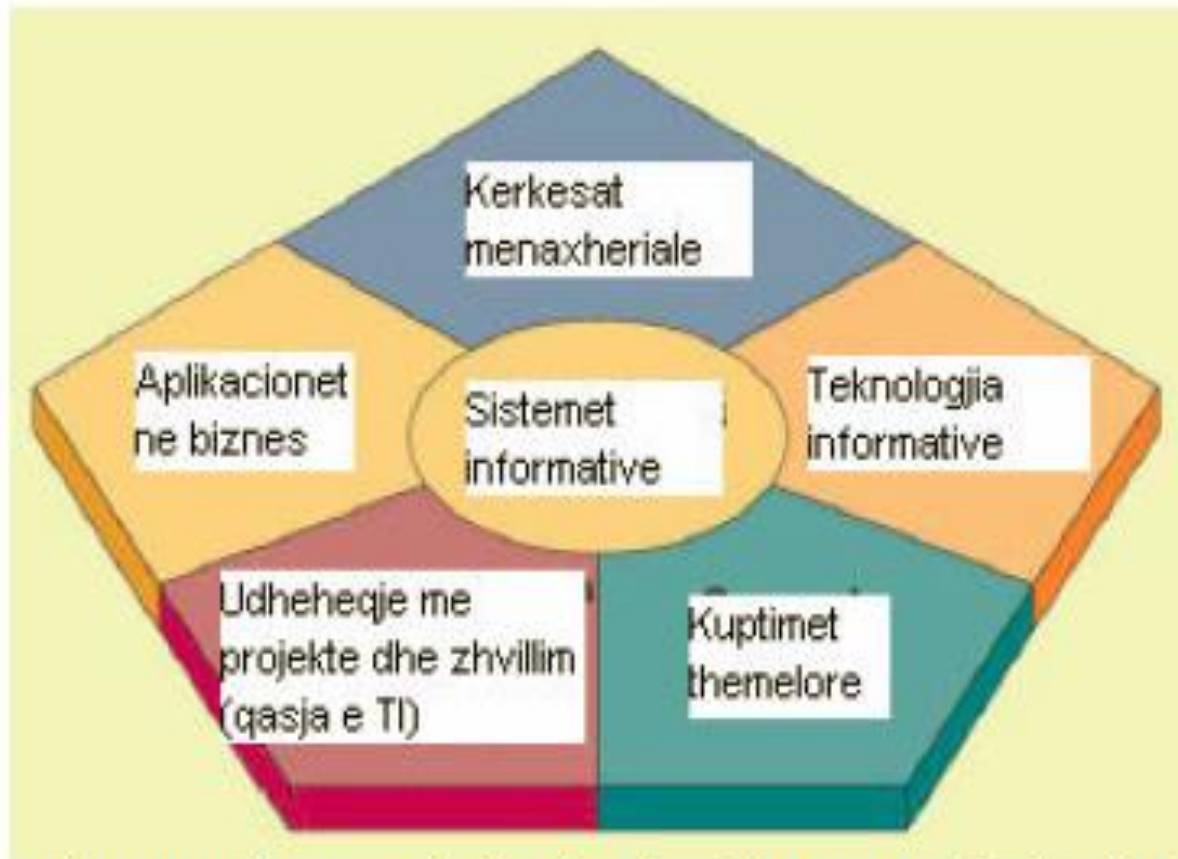 Kerkesat
menaxheriale
Aplikacionet
ne biznes
Sistemet
informative
Teknologjia
informative
Udheheqje me
projekte dhe zhvillim
(qasja e TI)
Kuptimet
themelore